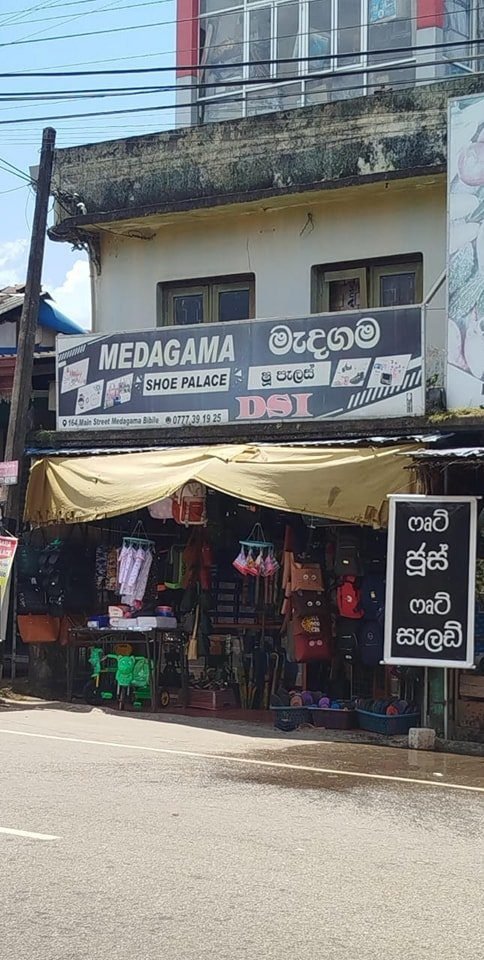 MEDAGAMA
මැදගම
SHOE PALACE
ෂූ පැලස්
DSI
164,Main Street Medagama Bibile
0777 39 19 25
ෆෘට්
ජූස්
ෆෘට්
සැලඩ්